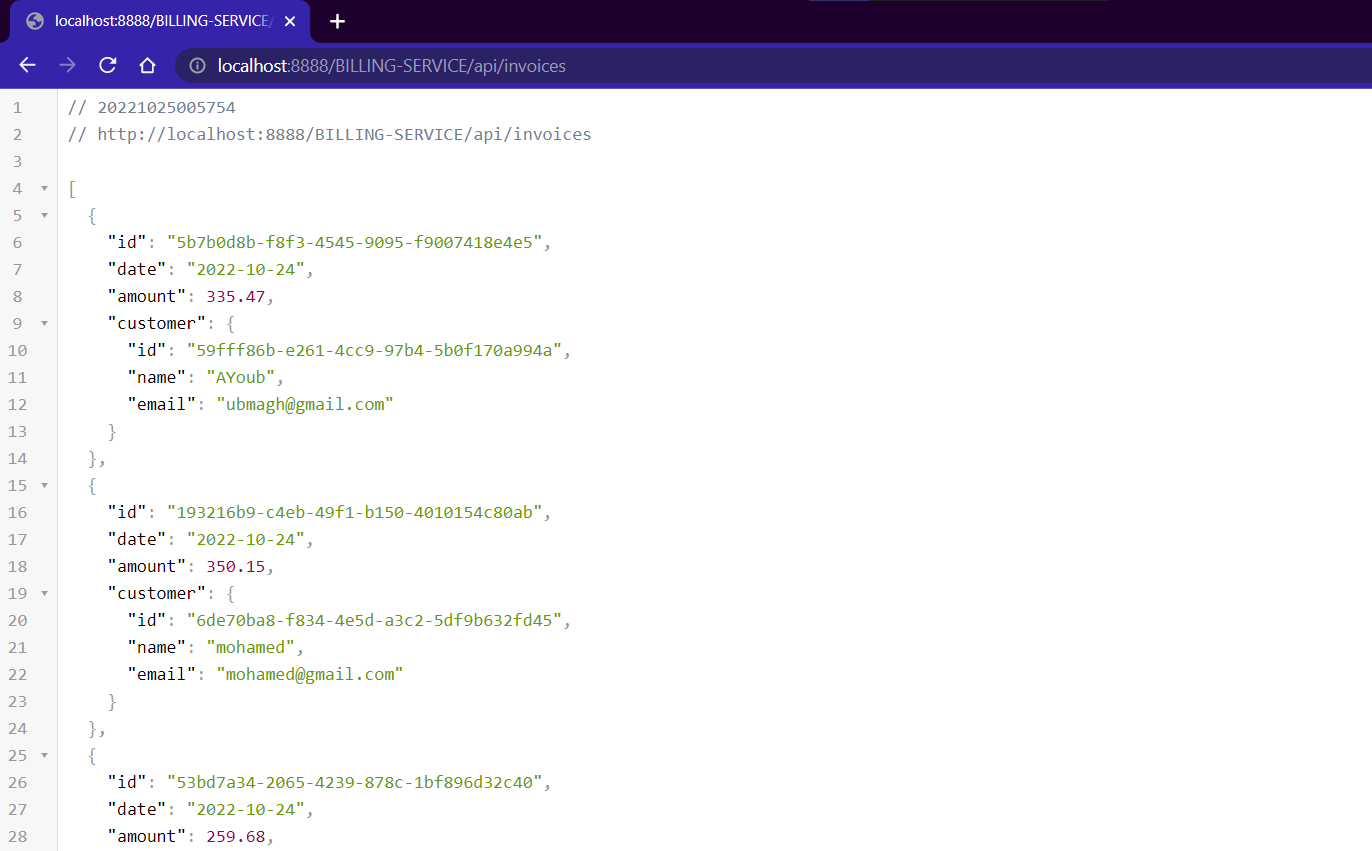 localhost:8888/BILLING-SERVICE/
localhost:8888/BILLING-SERVICE/api/invoices
1 // 20221025005754
2 // http://localhost:8888/BILLING-SERVICE/api/invoices
3
4 [
5 {
6 "id": "5b7b0d8b-f8f3-4545-9095-f9007418e4e5",
7 "date": "2022-10-24",
8 "amount": 335.47,
9 "customer": {
10 "id": "59fff86b-e261-4cc9-97b4-5b0f170a994a",
11 "name": "AYoub",
12 "email": "ubmagh@gmail.com"
13 }
14 },
15 {
16 "id": "193216b9-c4eb-49f1-b150-4010154c80ab",
17 "date": "2022-10-24",
18 "amount": 350.15,
19 "customer": {
20 "id": "6de70ba8-f834-4e5d-a3c2-5df9b632fd45",
21 "name": "mohamed",
22 "email": "mohamed@gmail.com"
23 }
24 },
25 {
26 "id": "53bd7a34-2065-4239-878c-1bf896d32c40",
27 "date": "2022-10-24",
28 "amount": 259.68,